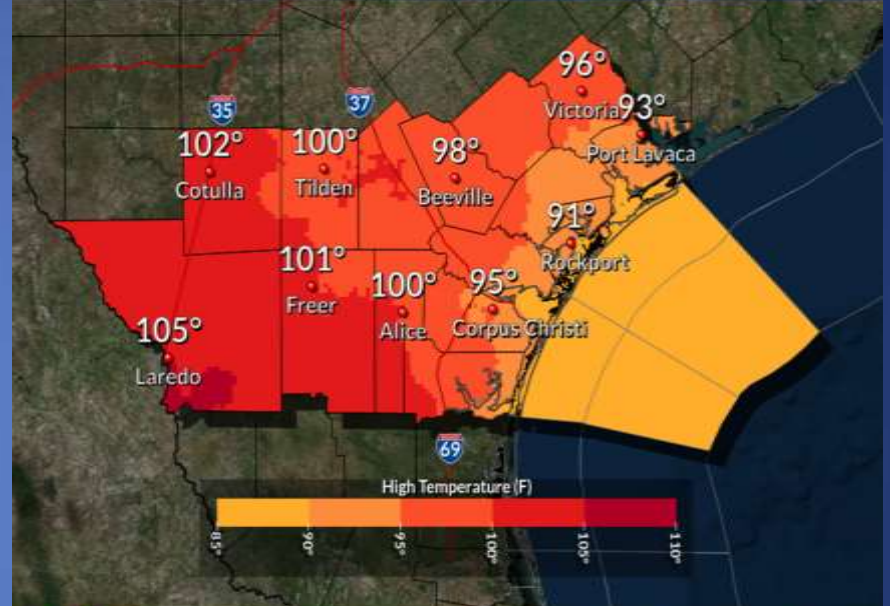 96°
Victoria
93°
Port Lavaca
35
37
102°
Cotulla
100°
Tilden
98°
Beeville
91°
Rockport
101°
Freer
100°
Alice
95°
Corpus Christi
105°
Laredo
69
High Temperature (F)
85° 90° 95° 100° 105° 110°